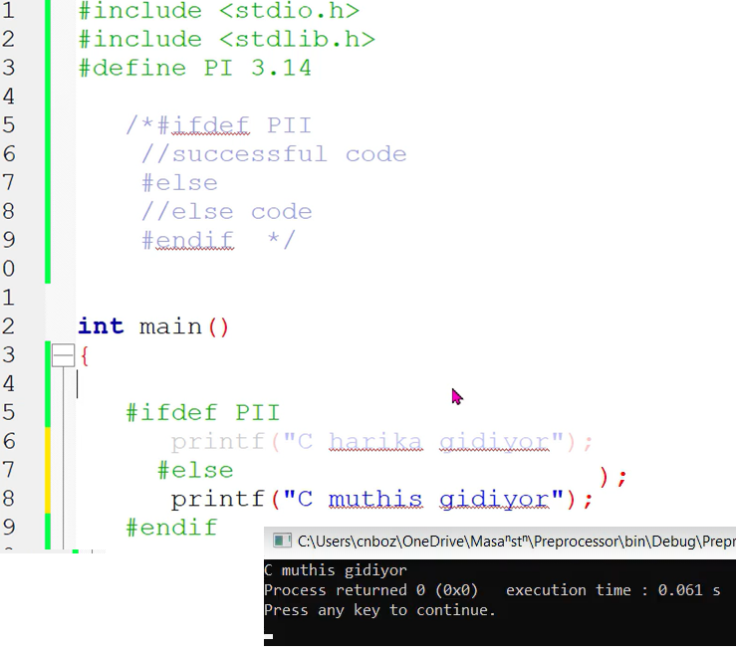 1 #include <stdio.h>
2 #include <stdlib.h>
3 #define PI 3.14
4
5 /*#ifdef PII
6 //successful code
7 #else
8 //else code
9 #endif */
0
1
2 int main()
3 {
4
5 #ifdef PII
6 printf("C harika gidiyor");
7 #else );
8 printf("C muthis gidiyor");
9 #endif
C:\Users\cnboz\OneDrive\Masaⁿstⁿ\Preprocessor\bin\Debug\Prepr
C muthis gidiyor
Process returned 0 (0x0) execution time : 0.061 s
Press any key to continue.